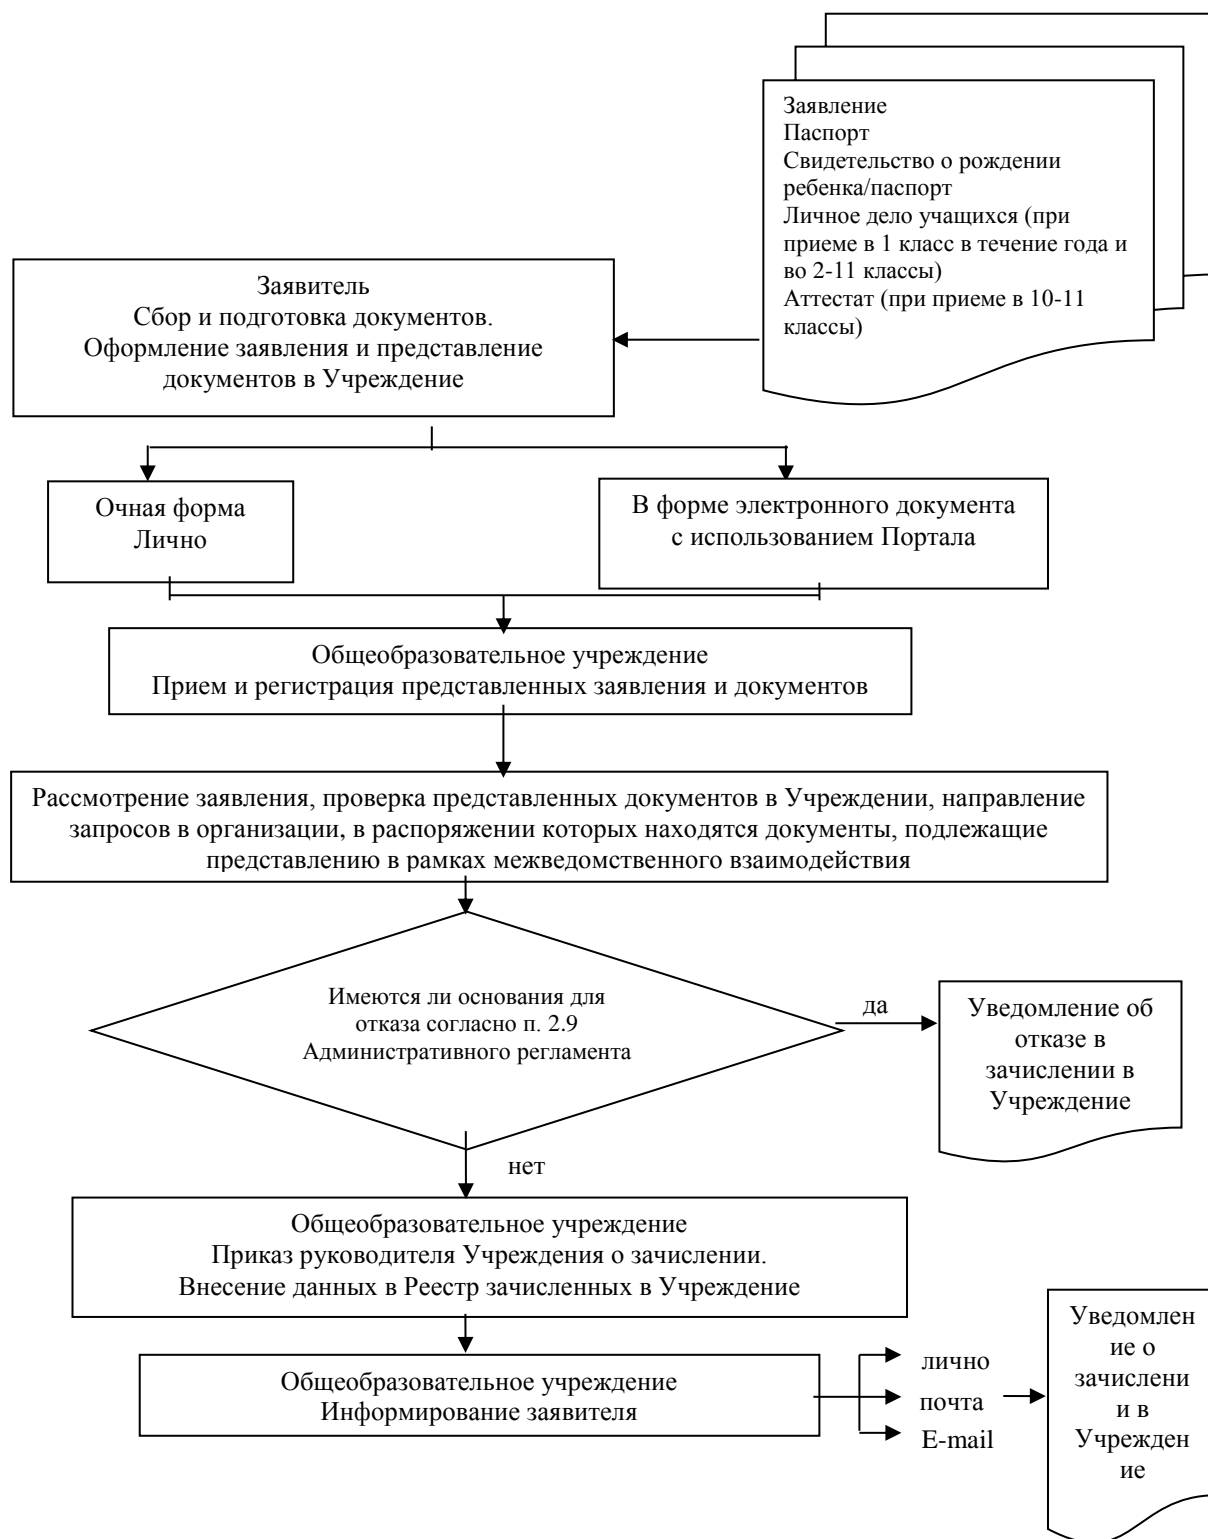 Заявление
Паспорт
Свидетельство о рождении
ребенка/паспорт
Личное дело учащихся (при
приеме в 1 класс в течение года и
во 2-11 классы)
Аттестат (при приеме в 10-11
классы)
Заявитель
Сбор и подготовка документов.
Оформление заявления и представление
документов в Учреждение
Очная форма
Лично
В форме электронного документа
с использованием Портала
Общеобразовательное учреждение
Прием и регистрация представленных заявления и документов
Рассмотрение заявления, проверка представленных документов в Учреждении, направление
запросов в организации, в распоряжении которых находятся документы, подлежащие
представлению в рамках межведомственного взаимодействия
Имеются ли основания для
отказа согласно п. 2.9
Административного регламента
да
Уведомление об
отказе в
зачислении в
Учреждение
нет
Общеобразовательное учреждение
Приказ руководителя Учреждения о зачислении.
Внесение данных в Реестр зачисленных в Учреждение
Общеобразовательное учреждение
Информирование заявителя
лично
почта
E-mail
Уведомлен
ие о
зачислени
и в
Учрежден
ие